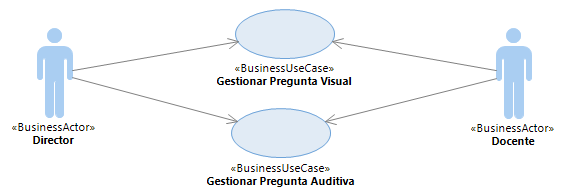 «BusinessUseCase»
Gestionar Pregunta Visual
«BusinessActor»
Director
«BusinessActor»
Docente
«BusinessUseCase»
Gestionar Pregunta Auditiva